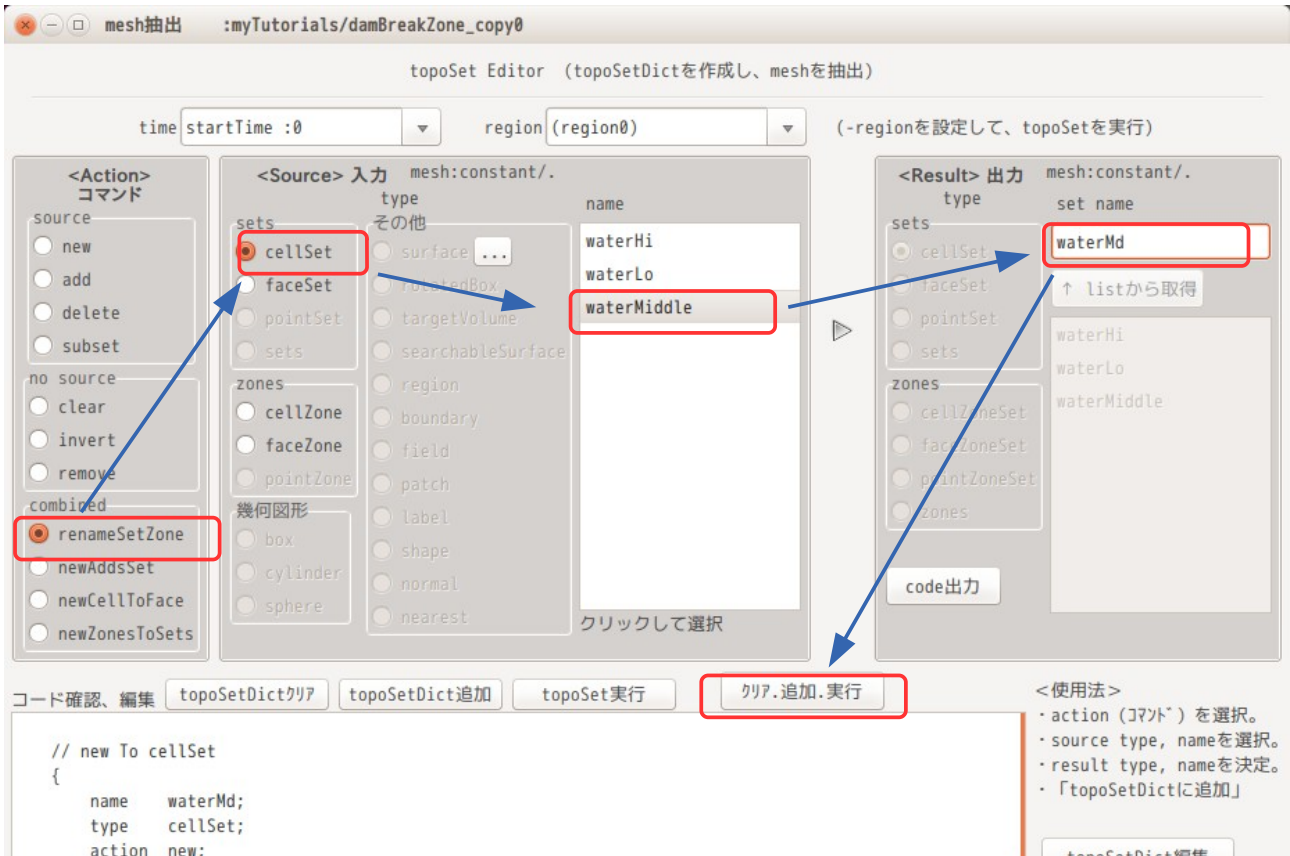 mesh抽出 :myTutorials/damBreakZone_copy0
topoSet Editor （topoSetDictを作成し、meshを抽出）
time startTime :0 region (region0) (-regionを設定して、topoSetを実行)
<Action>
コマンド
source
new
add
delete
subset
no source
clear
invert
remove
combined
renameSetZone
newAddsSet
newCellToFace
newZonesToSets
<Source> 入力 mesh:constant/.
type
name
sets
cellSet
faceSet
pointSet
sets
zones
cellZone
faceZone
pointZone
幾何図形
box
cylinder
sphere
その他
surface ...
rotatedBox
targetVolume
searchableSurface
region
boundary
field
patch
label
shape
normal
nearest
waterHi
waterLo
waterMiddle
クリックして選択
<Result> 出力 mesh:constant/.
type
set name
sets
cellSet
faceSet
pointSet
sets
zones
cellZoneSet
faceZoneSet
pointZoneSet
zones
code出力
waterMd
↑ listから取得
waterHi
waterLo
waterMiddle
コード確認、編集 topoSetDictｸﾘｱ topoSetDict追加 topoSet実行 ｸﾘｱ.追加.実行
// new To cellSet
{
name waterMd;
type cellSet;
action new;
<使用法>
・action (ｺﾏﾝﾄﾞ) を選択。
・source type, nameを選択。
・result type, nameを決定。
・「topoSetDictに追加」
topoSetDict編集